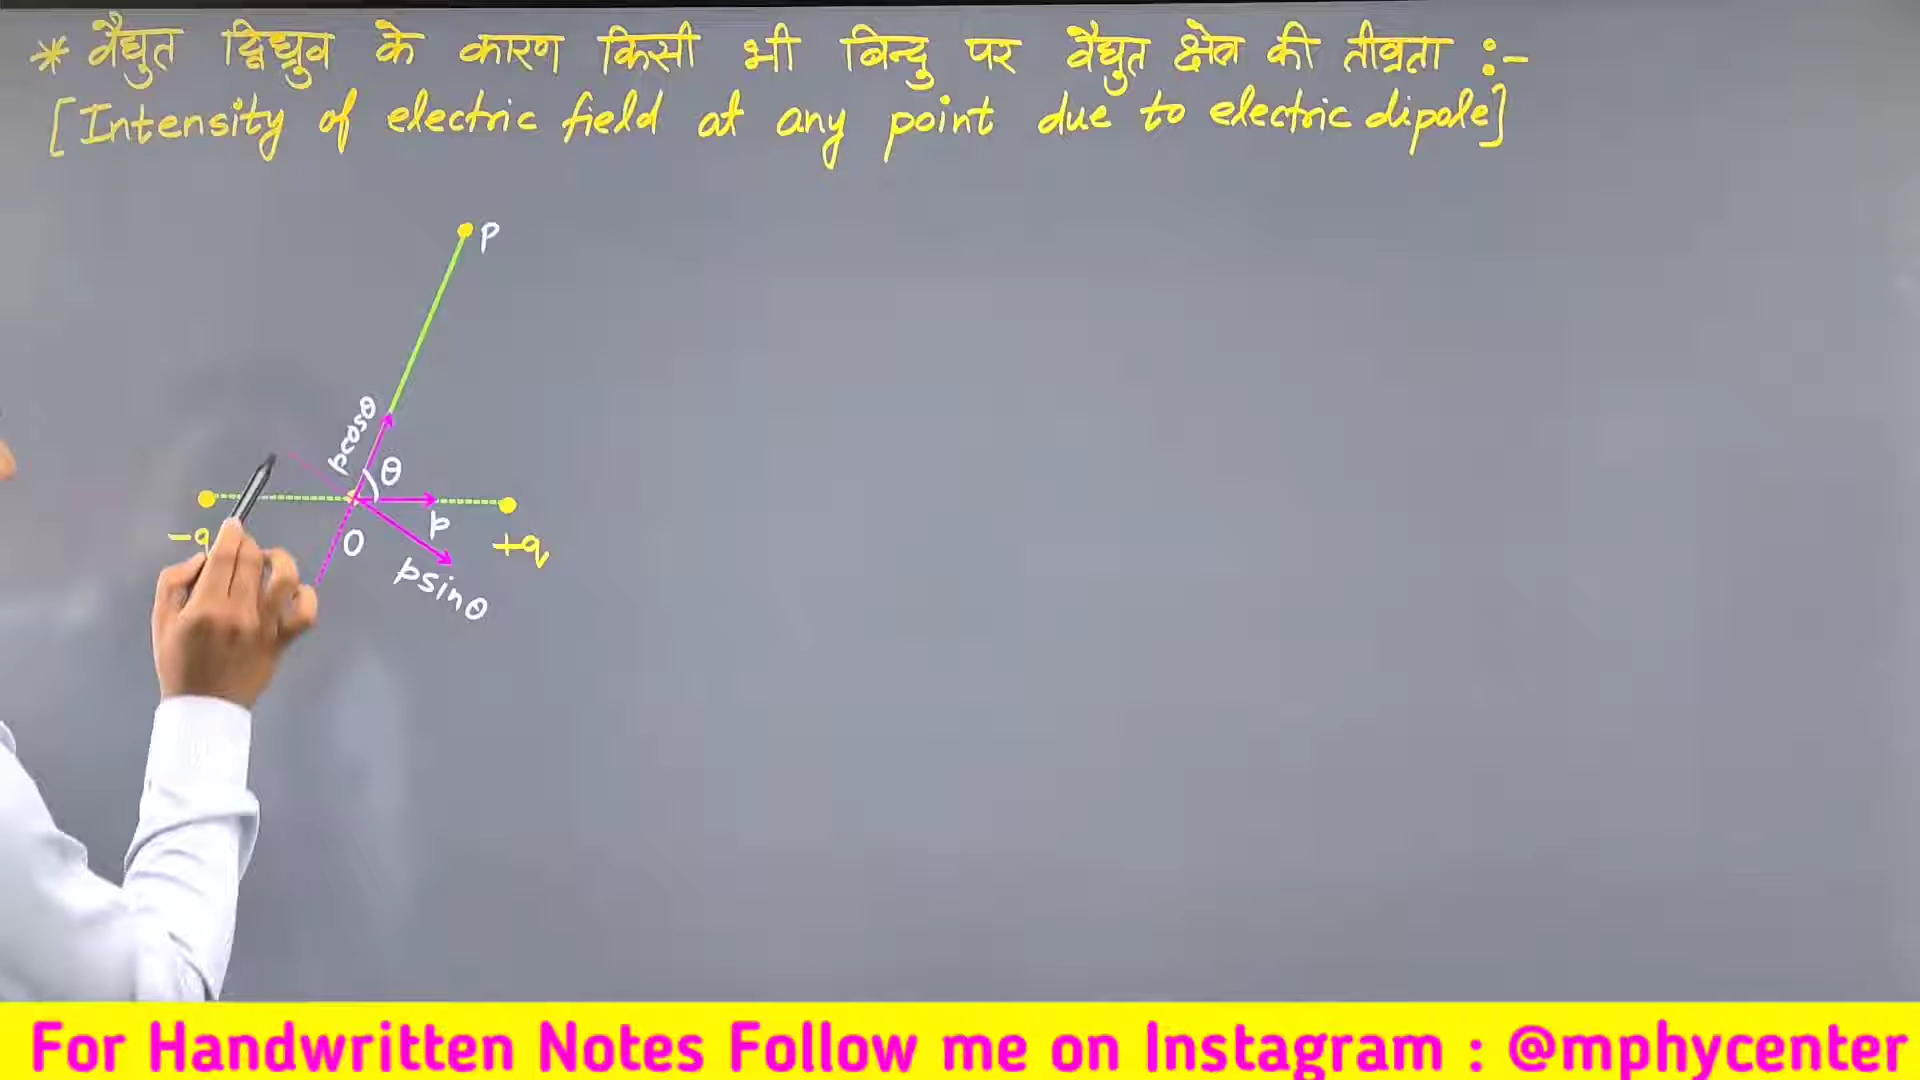 * वैद्युत द्विध्रुव के कारण किसी भी बिन्दु पर वैद्युत क्षेत्र की तीव्रता :-
[Intensity of electric field at any point due to electric dipole]
P
pcosθ
θ
O
p
-q
+q
psinθ
For Handwritten Notes Follow me on Instagram : @mphycenter